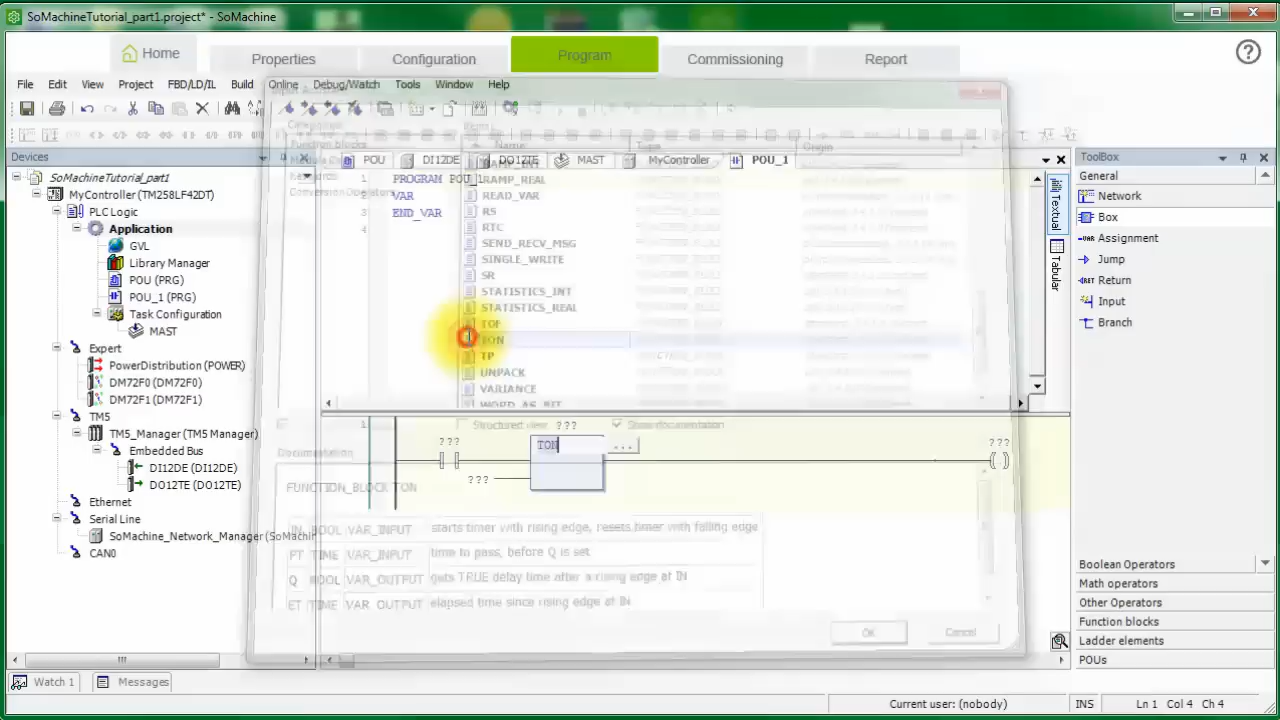 SoMachineTutorial_part1.project* - SoMachine
Home
Properties
Configuration
Program
Commissioning
Report
File
Edit
View
Project
FBD/LD/IL
Build
Online
Debug/Watch
Tools
Window
Help
Devices
SoMachineTutorial_part1
MyController (TM258LF42DT)
PLC Logic
Application
GVL
Library Manager
POU (PRG)
POU_1 (PRG)
Task Configuration
MAST
Expert
PowerDistribution (POWER)
DM72F0 (DM72F0)
DM72F1 (DM72F1)
TM5
TM5_Manager (TM5 Manager)
Embedded Bus
DI12DE (DI12DE)
DO12TE (DO12TE)
Ethernet
Serial Line
SoMachine_Network_Manager (SoMachin
CAN0
POU
DI12DE
DO12TE
MAST
MyController
POU_1
Name
Type
Origin
Function blocks
Keywords
Conversion Operators
1
PROGRAM POU_1
2
VAR
3
END_VAR
4
RAMP_REAL
READ_VAR
RS
RTC
SEND_RECV_MSG
SINGLE_WRITE
SR
STATISTICS_INT
STATISTICS_REAL
TOF
TON
TP
UNPACK
VARIANCE
WORD_AS_BIT
Textual
Tabular
1
Structured view
???
Show documentation
???
TON
...
???
???
Documentation
FUNCTION_BLOCK TON
IN BOOL VAR_INPUT starts timer with rising edge, resets timer with falling edge
PT TIME VAR_INPUT time to pass, before Q is set
Q BOOL VAR_OUTPUT gets TRUE delay time after a rising edge at IN
ET TIME VAR_OUTPUT elapsed time since rising edge at IN
OK
Cancel
ToolBox
General
Network
Box
Assignment
Jump
Return
Input
Branch
Boolean Operators
Math operators
Other Operators
Function blocks
Ladder elements
POUs
Watch 1
Messages
Current user: (nobody)
INS
Ln 1 Col 4 Ch 4